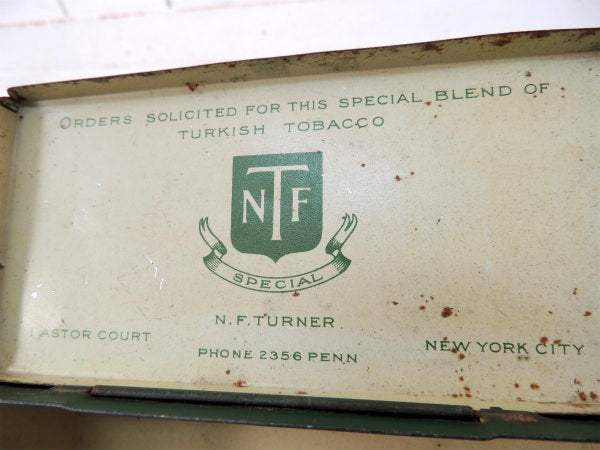 ORDERS SOLICITED FOR THIS SPECIAL BLEND OF
TURKISH TOBACCO
NTF
SPECIAL
N.F. TURNER
1 ASTOR COURT
PHONE 2356 PENN
NEW YORK CITY